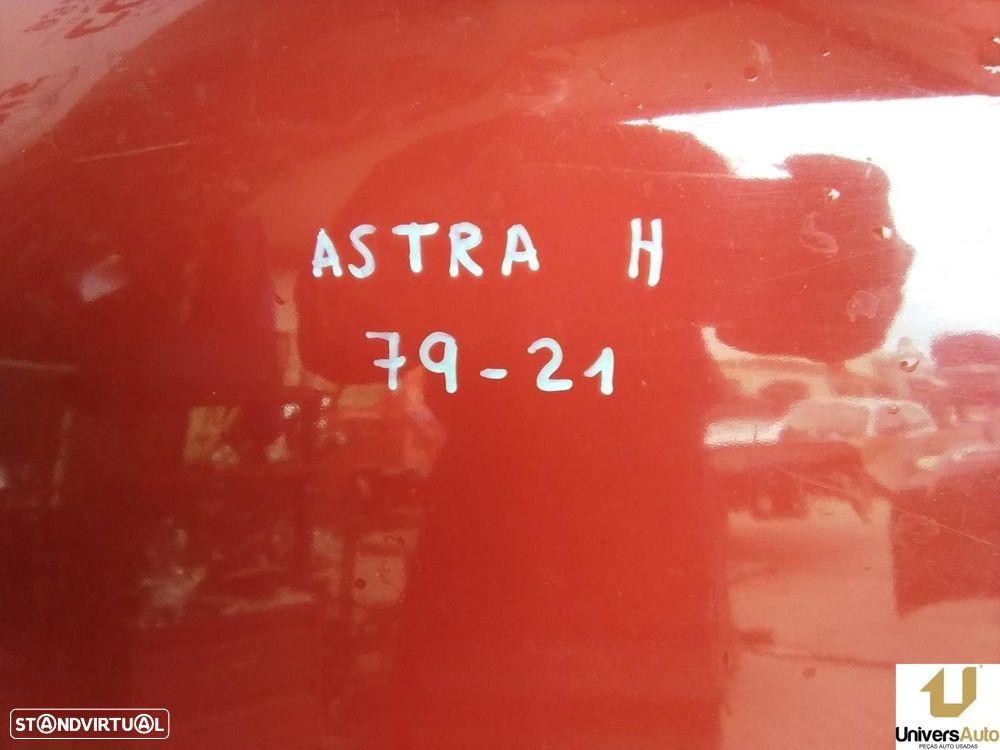 ASTRA H
79-21
STANDVIRTUAL
UniversAuto
PEÇAS AUTO USADAS